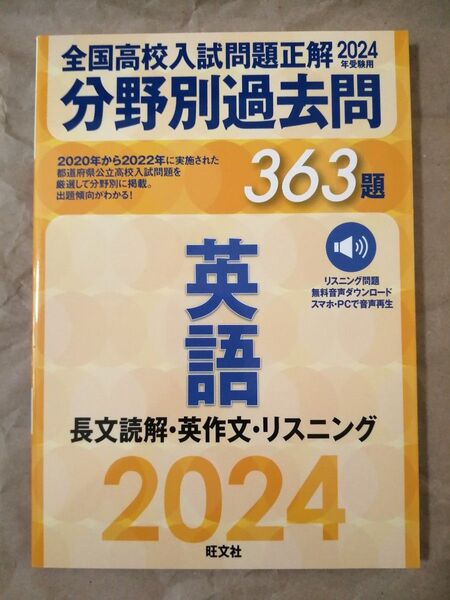 全国高校入試問題正解
2024
年受験用
分野別過去問
2020年から2022年に実施された
都道府県公立高校入試問題を
厳選して分野別に掲載。
出題傾向がわかる!
363題
リスニング問題
無料音声ダウンロード
スマホ・PCで音声再生
英語
長文読解・英作文・リスニング
2024
旺文社